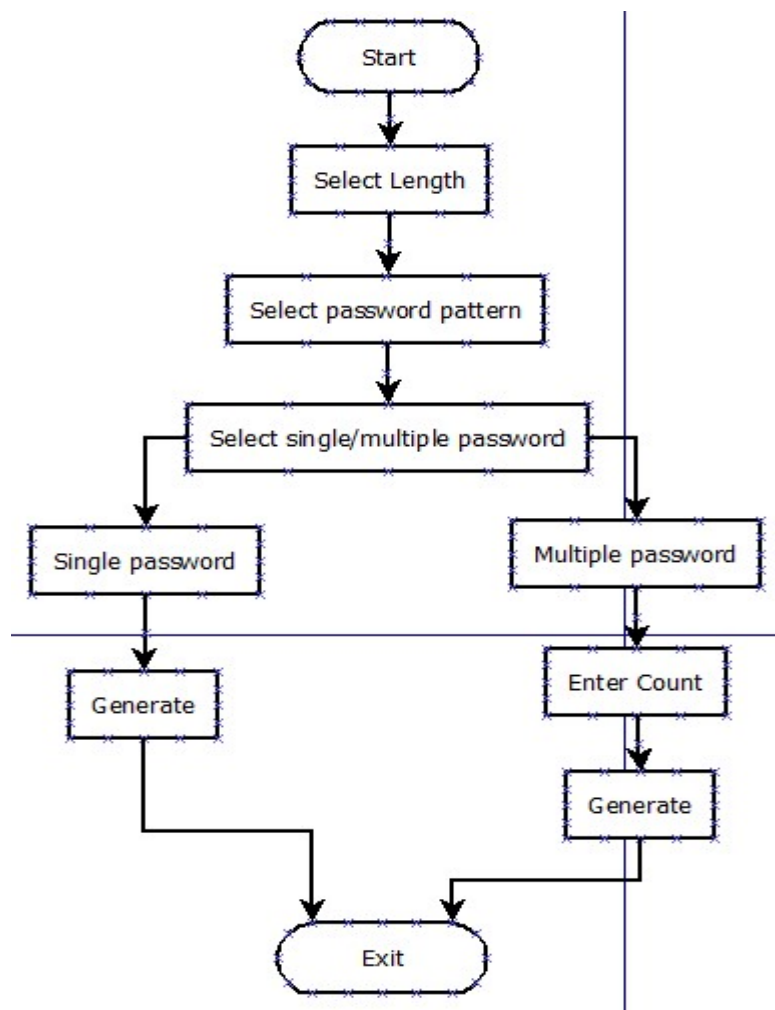 Start
Select Length
Select password pattern
Select single/multiple password
Single password
Multiple password
Generate
Enter Count
Generate
Exit